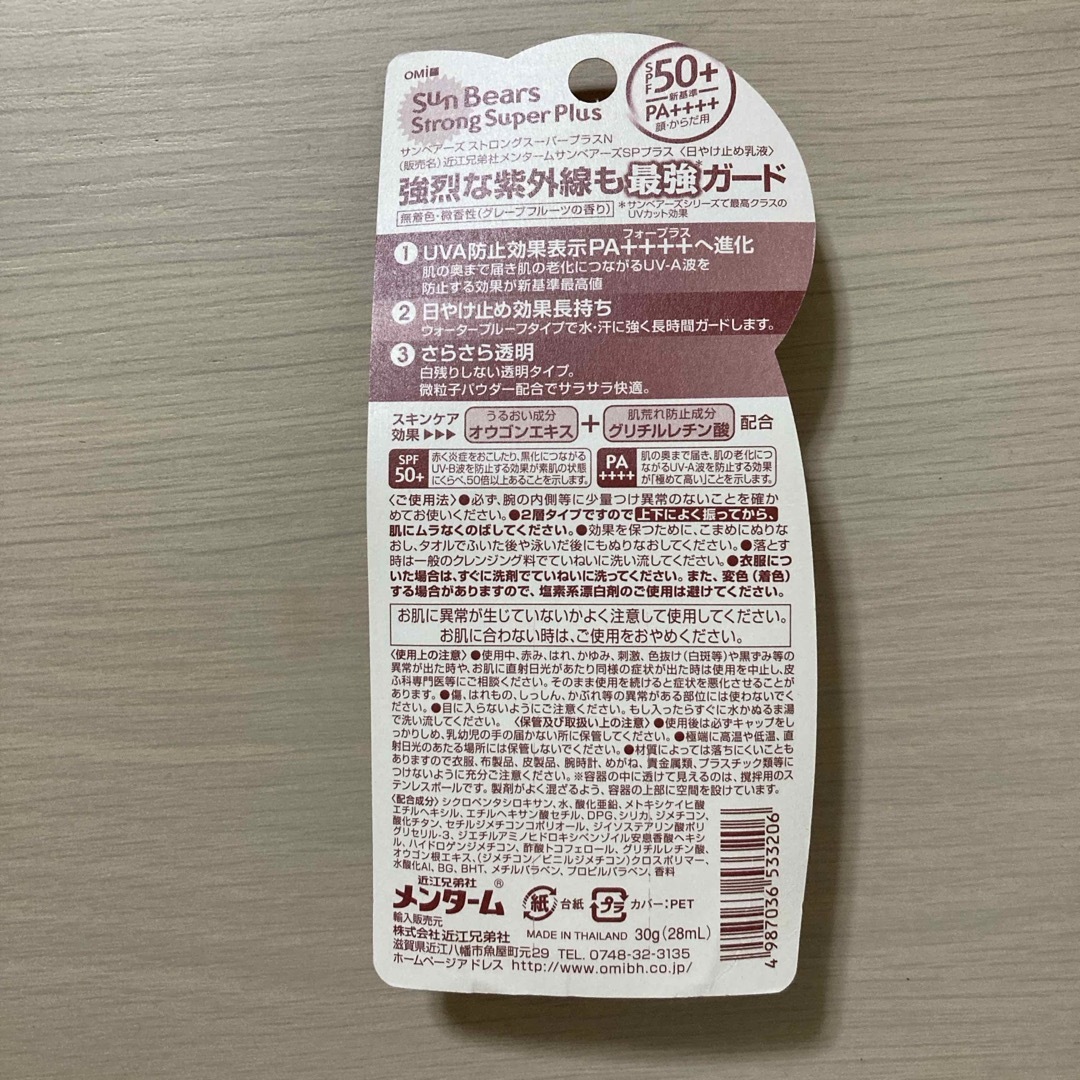 OMi
Sun Bears
Strong Super Plus
SPF
50+
新基準
PA++++
顔・からだ用
サンベアーズ ストロングスーパープラスN
(販売名)近江兄弟社メンタームサンベアーズSPプラス 〈日やけ止め乳液〉
強烈な紫外線も最強*ガード
無着色・微香性(グレープフルーツの香り)
*サンベアーズシリーズで最高クラスの
UVカット効果
フォープラス
1 UVA防止効果表示PA++++へ進化
肌の奥まで届き肌の老化につながるUV-A波を
防止する効果が新基準最高値
2 日やけ止め効果長持ち
ウォータープルーフタイプで水・汗に強く長時間ガードします。
3 さらさら透明
白残りしない透明タイプ。
微粒子パウダー配合でサラサラ快適。
スキンケア
効果▶▶▶
うるおい成分
オウゴンエキス
+
肌荒れ防止成分
グリチルレチン酸
配合
SPF
50+
赤く炎症をおこしたり、黒化につながる
UV-B波を防止する効果が素肌の状態
にくらべ、50倍以上あることを示します。
PA
++++
肌の奥まで届き、肌の老化につ
ながるUV-A波を防止する効果
が「極めて高い」ことを示します。
〈ご使用法〉●必ず、腕の内側等に少量つけ異常のないことを確か
めてお使いください。●2層タイプですので上下によく振ってから、
肌にムラなくのばしてください。●効果を保つために、こまめにぬりな
おし、タオルでふいた後や泳いだ後にもぬりなおしてください。●落とす
時は一般のクレンジング料でていねいに洗い流してください。●衣服につ
いた場合は、すぐに洗剤でていねいに洗ってください。また、変色(着色)
する場合がありますので、塩素系漂白剤のご使用は避けてください。
お肌に異常が生じていないかよく注意して使用してください。
お肌に合わない時は、ご使用をおやめください。
〈使用上の注意〉●使用中、赤み、はれ、かゆみ、刺激、色抜け(白斑等)や黒ずみ等の
異常が出た時や、お肌に直射日光があたり同様の症状が出た時は使用を中止し、皮
ふ科専門医等にご相談ください。そのまま使用を続けると症状を悪化させることが
あります。●傷、はれもの、しっしん、かぶれ等の異常がある部位には使わないでく
ださい。●目に入らないようにご注意ください。もし入ったらすぐに水かぬるま湯
で洗い流してください。〈保管及び取扱い上の注意〉●使用後は必ずキャップをし
っかりしめ、乳幼児の手の届かない所に保管してください。●極端に高温や低温、直
射日光のあたる場所には保管しないでください。●材質によっては落ちにくいことも
ありますので衣服、布製品、皮製品、腕時計、めがね、貴金属類、プラスチック類等に
つけないように充分ご注意ください。※容器の中に透けて見えるのは、撹拌用のス
テンレスボールです。製剤がよく混ざるよう、容器の上部に空間を設けています。
〈配合成分〉シクロペンタシロキサン、水、酸化亜鉛、メトキシケイヒ酸
エチルヘキシル、エチルヘキサン酸セチル、DPG、シリカ、ジメチコン、
酸化チタン、セチルジメチコンコポリオール、ジイソステアリン酸ポリ
グリセリル-3、ジエチルアミノヒドロキシベンゾイル安息香酸ヘキシ
ル、ハイドロゲンジメチコン、酢酸トコフェロール、グリチルレチン酸、
オウゴン根エキス、(ジメチコン/ビニルジメチコン)クロスポリマー、
水酸化Al、BG、BHT、メチルパラベン、プロピルパラベン、香料
近江兄弟社
メンターム®
紙 台紙
プラ カバー:PET
輸入販売元
株式会社近江兄弟社
MADE IN THAILAND 30g(28mL)
滋賀県近江八幡市魚屋町元29 TEL. 0748-32-3135
ホームページアドレス http://www.omibh.co.jp/
4 987036 533206